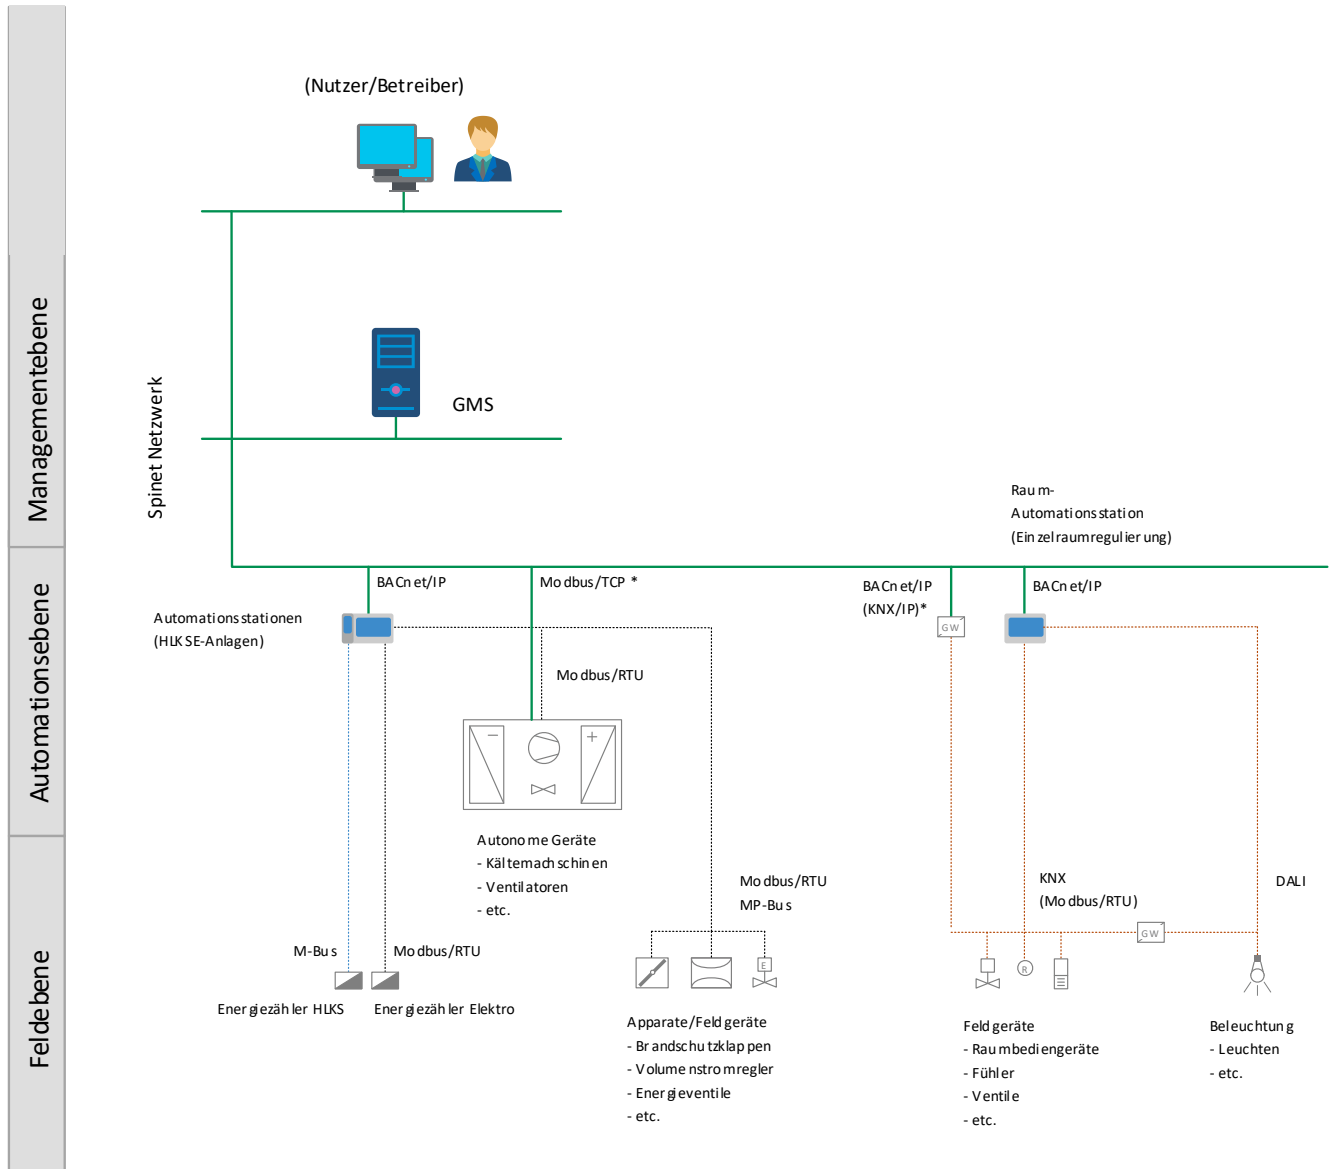 (Nutzer/Betreiber)
Managementebene
Spinet Netzwerk
GMS
Raum-
Automationsstation
(Einzelraumregulierung)
BACnet/IP
Modbus/TCP *
BACnet/IP
(KNX/IP)*
BACnet/IP
Automationsebene
Automationsstationen
(HLKSE-Anlagen)
GW
Modbus/RTU
Autonome Geräte
- Kältemachschinen
- Ventilatoren
- etc.
Modbus/RTU
MP-Bus
KNX
(Modbus/RTU)
DALI
GW
Feldebene
M-Bus
Modbus/RTU
E
R
Energiezähler HLKS
Energiezähler Elektro
Apparate/Feldgeräte
- Brandschutzklappen
- Volumenstromregler
- Energieventile
- etc.
Feldgeräte
- Raumbediengeräte
- Fühler
- Ventile
- etc.
Beleuchtung
- Leuchten
- etc.